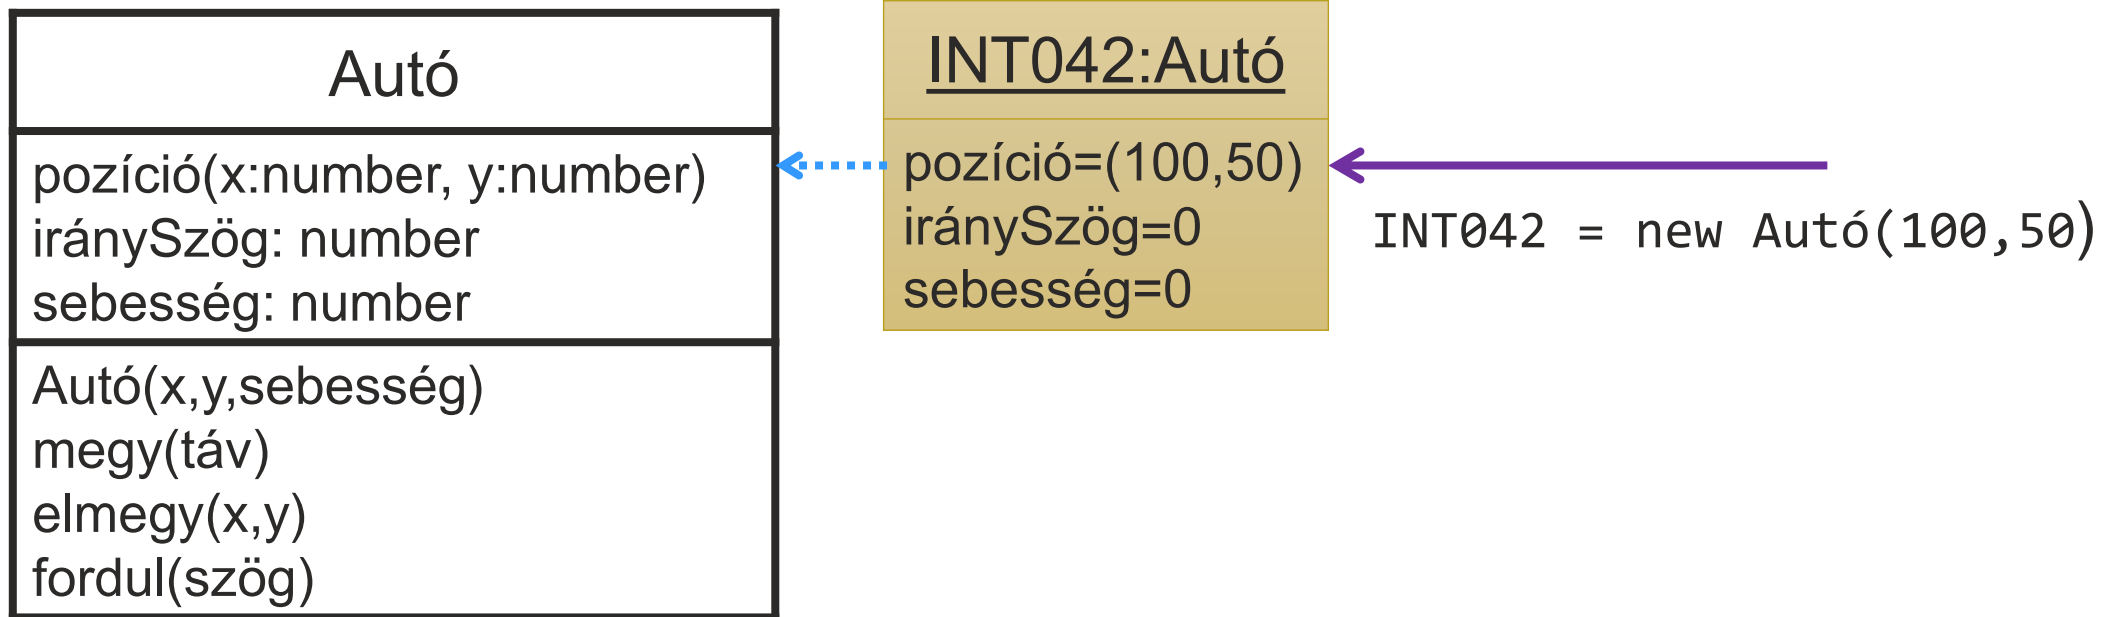 Autó
pozíció(x:number, y:number)
iránySzög: number
sebesség: number
Autó(x,y,sebesség)
megy(táv)
elmegy(x,y)
fordul(szög)
INT042:Autó
pozíció=(100,50)
iránySzög=0
sebesség=0
INT042 = new Autó(100,50)